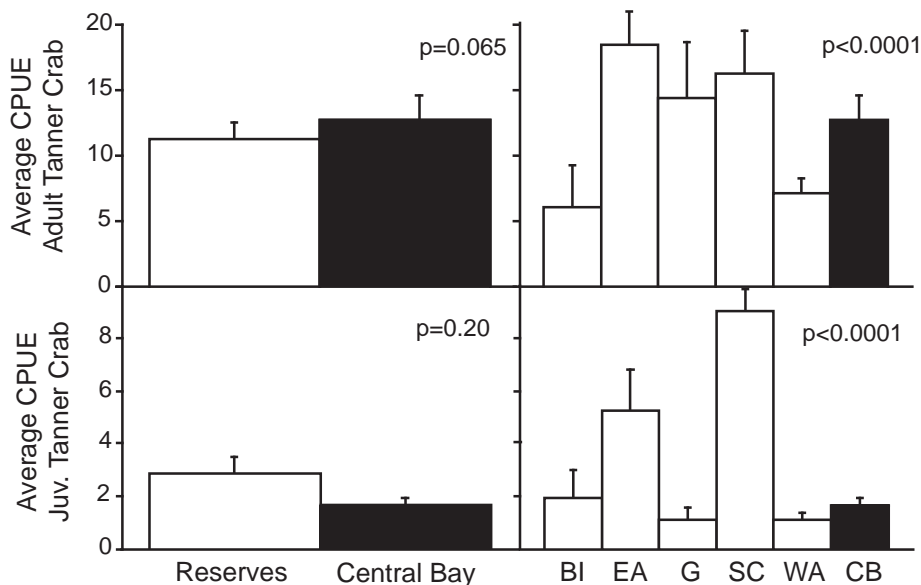 Average CPUE
Adult Tanner Crab
20
15
10
5
0
p=0.065
p<0.0001
Average CPUE
Juv. Tanner Crab
8
6
4
2
0
p=0.20
p<0.0001
Reserves Central Bay BI EA G SC WA CB